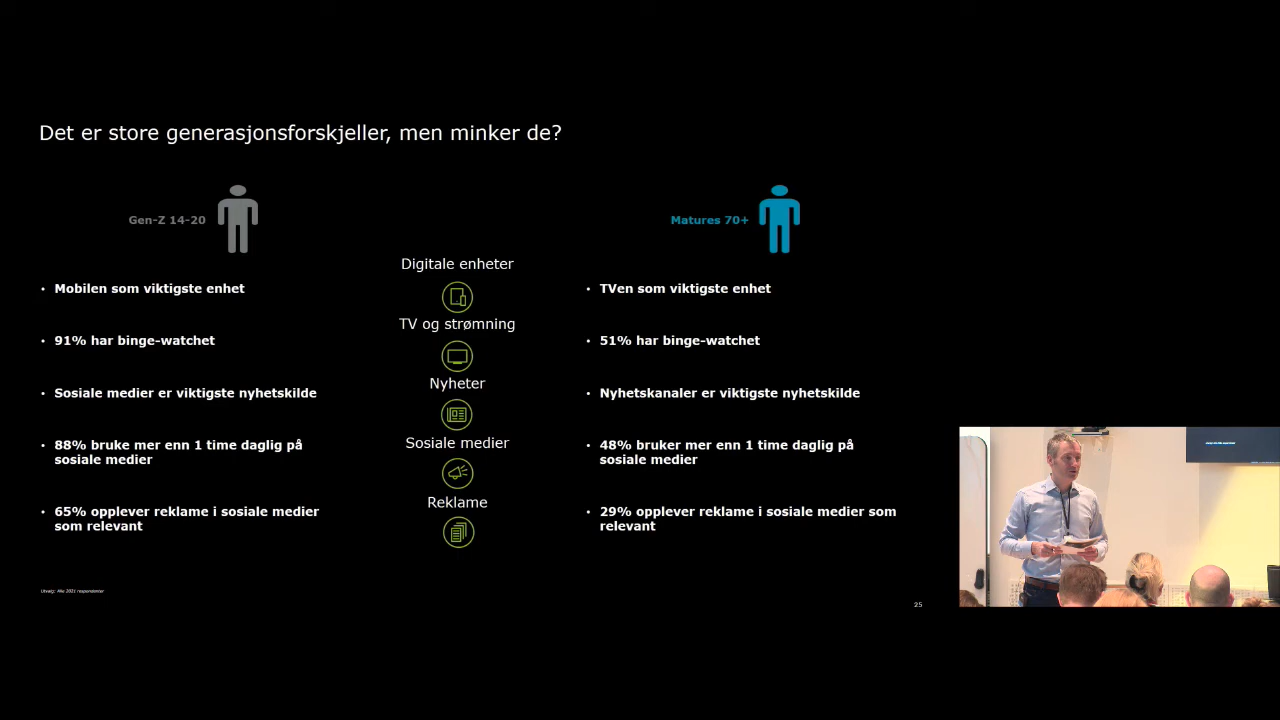 Det er store generasjonsforskjeller, men minker de?
Gen-Z 14-20
Matures 70+
Digitale enheter
• Mobilen som viktigste enhet
• TVen som viktigste enhet
TV og strømning
• 91% har binge-watchet
• 51% har binge-watchet
Nyheter
• Sosiale medier er viktigste nyhetskilde
• Nyhetskanaler er viktigste nyhetskilde
Sosiale medier
• 88% bruke mer enn 1 time daglig på
sosiale medier
• 48% bruker mer enn 1 time daglig på
sosiale medier
Reklame
• 65% opplever reklame i sosiale medier
som relevant
• 29% opplever reklame i sosiale medier som
relevant
Utvalg: Alle 2021 respondenter
25